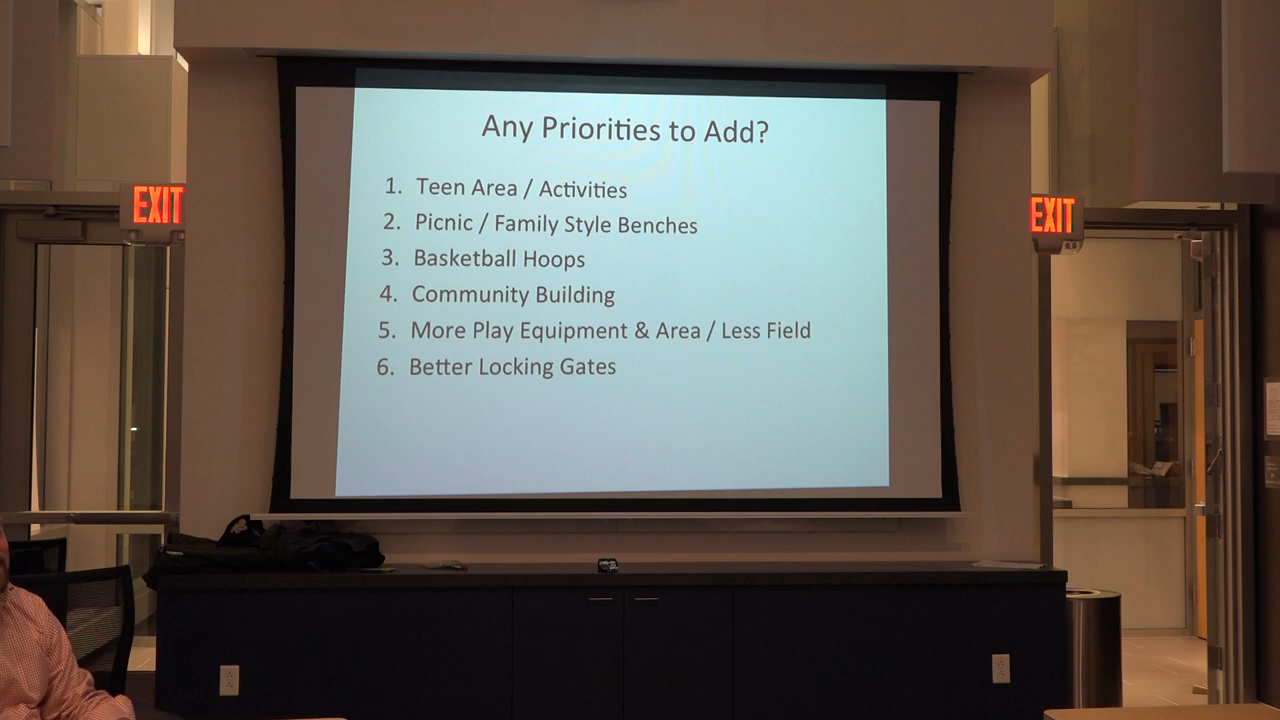 Any Priorities to Add?
1. Teen Area / Activities
2. Picnic / Family Style Benches
3. Basketball Hoops
4. Community Building
5. More Play Equipment & Area / Less Field
6. Better Locking Gates
EXIT
EXIT